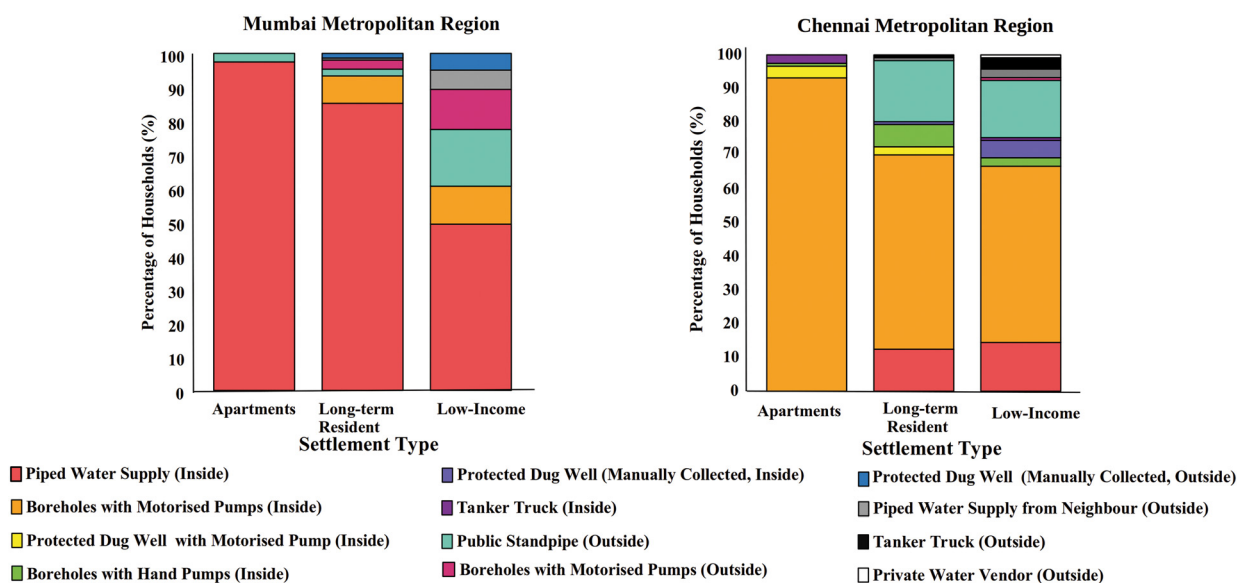 Mumbai Metropolitan Region
Percentage of Households (%)
100
90
80
70
60
50
40
30
20
10
0
Apartments
Long-term
Resident
Low-Income
Settlement Type
Chennai Metropolitan Region
Percentage of Households (%)
100
90
80
70
60
50
40
30
20
10
0
Apartments
Long-term
Resident
Low-Income
Settlement Type
Piped Water Supply (Inside)
Boreholes with Motorised Pumps (Inside)
Protected Dug Well with Motorised Pump (Inside)
Boreholes with Hand Pumps (Inside)
Protected Dug Well (Manually Collected, Inside)
Tanker Truck (Inside)
Public Standpipe (Outside)
Boreholes with Motorised Pumps (Outside)
Protected Dug Well (Manually Collected, Outside)
Piped Water Supply from Neighbour (Outside)
Tanker Truck (Outside)
Private Water Vendor (Outside)